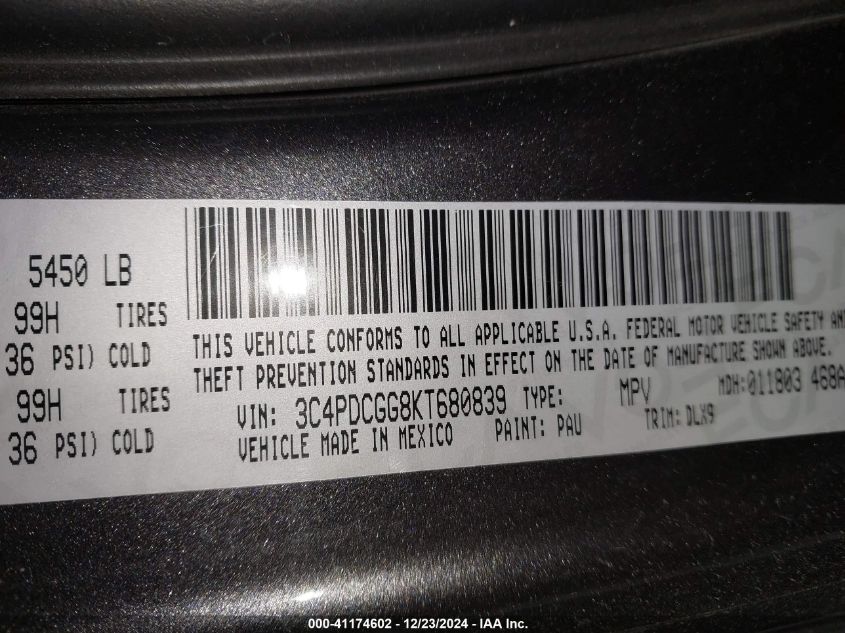 5450 LB
99H TIRES
36 PSI) COLD
99H TIRES
36 PSI) COLD
THIS VEHICLE CONFORMS TO ALL APPLICABLE U.S.A. FEDERAL MOTOR VEHICLE SAFETY AN
THEFT PREVENTION STANDARDS IN EFFECT ON THE DATE OF MANUFACTURE SHOWN ABOVE.
VIN: 3C4PDCGG8KT680839 TYPE: MPV MDH:011803 468A
VEHICLE MADE IN MEXICO PAINT: PAU TRIM: DLX9
000-41174602 - 12/23/2024 - IAA Inc.